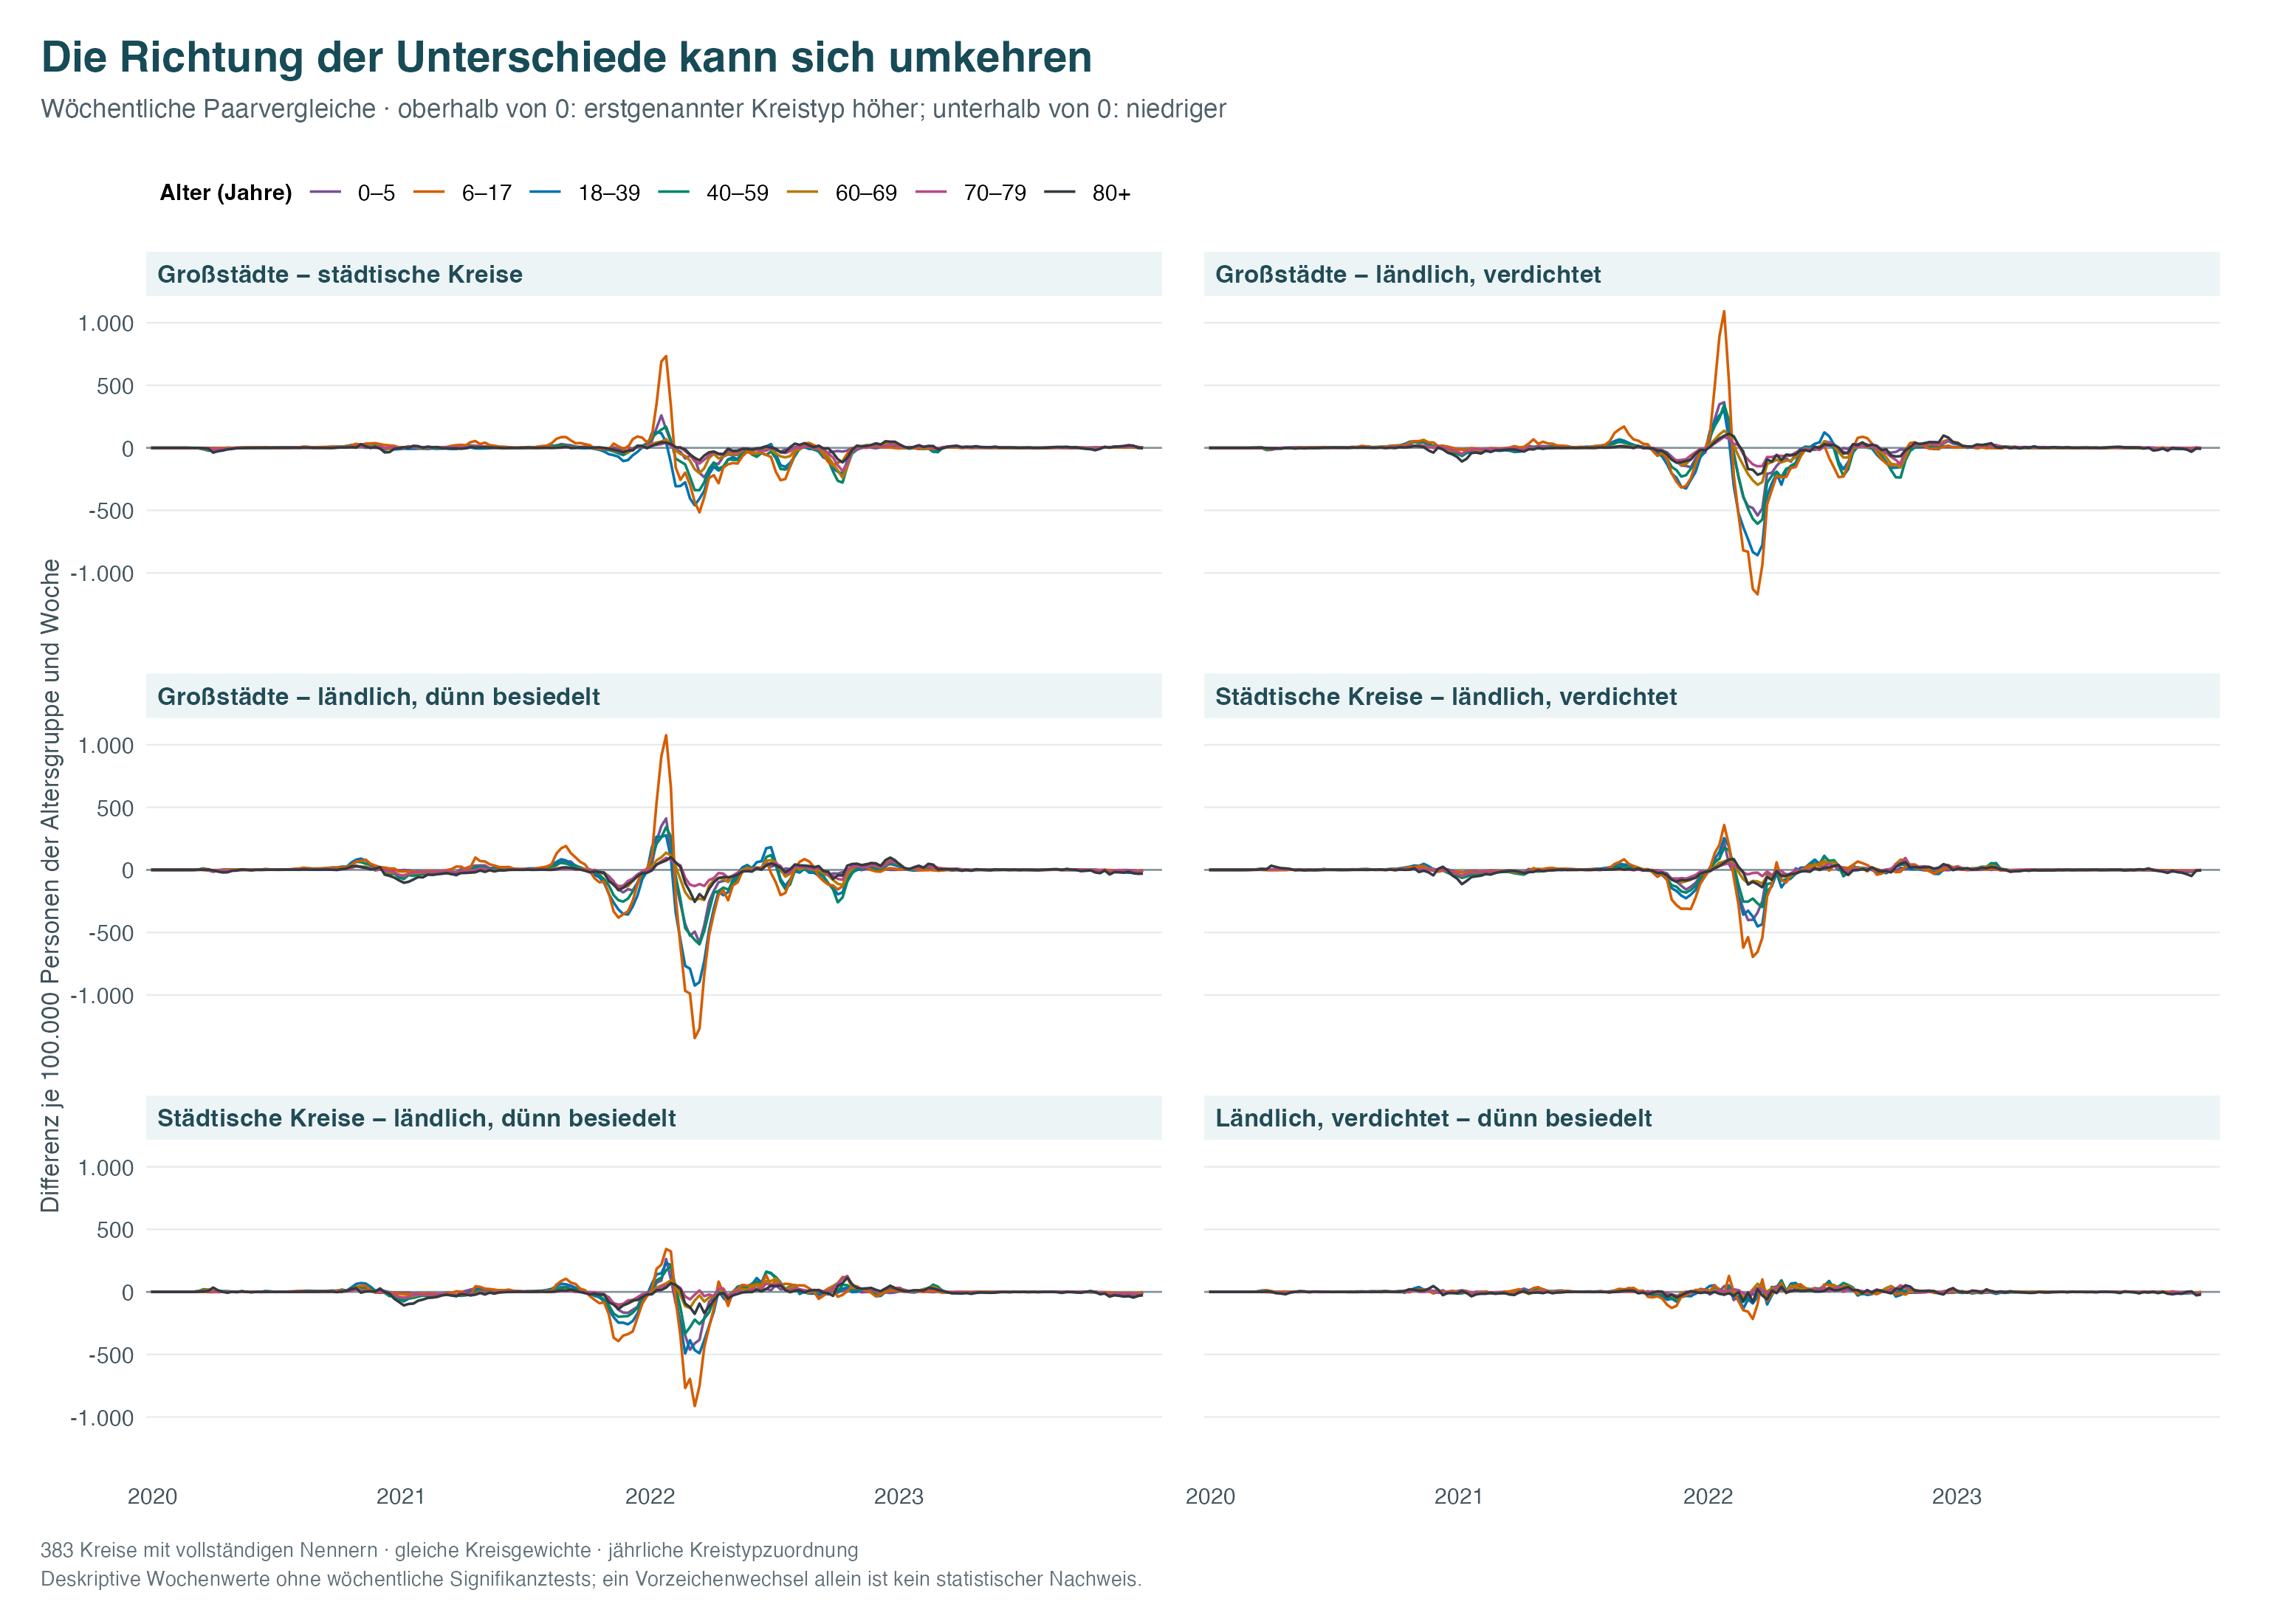 Die Richtung der Unterschiede kann sich umkehren
Wöchentliche Paarvergleiche · oberhalb von 0: erstgenannter Kreistyp höher; unterhalb von 0: niedriger
Alter (Jahre) 0–5 6–17 18–39 40–59 60–69 70–79 80+
Differenz je 100.000 Personen der Altersgruppe und Woche
Großstädte – städtische Kreise
Großstädte – ländlich, verdichtet
1.000
500
0
-500
-1.000
Großstädte – ländlich, dünn besiedelt
Städtische Kreise – ländlich, verdichtet
1.000
500
0
-500
-1.000
Städtische Kreise – ländlich, dünn besiedelt
Ländlich, verdichtet – dünn besiedelt
1.000
500
0
-500
-1.000
2020 2021 2022 2023
2020 2021 2022 2023
383 Kreise mit vollständigen Nennern · gleiche Kreisgewichte · jährliche Kreistypzuordnung
Deskriptive Wochenwerte ohne wöchentliche Signifikanztests; ein Vorzeichenwechsel allein ist kein statistischer Nachweis.